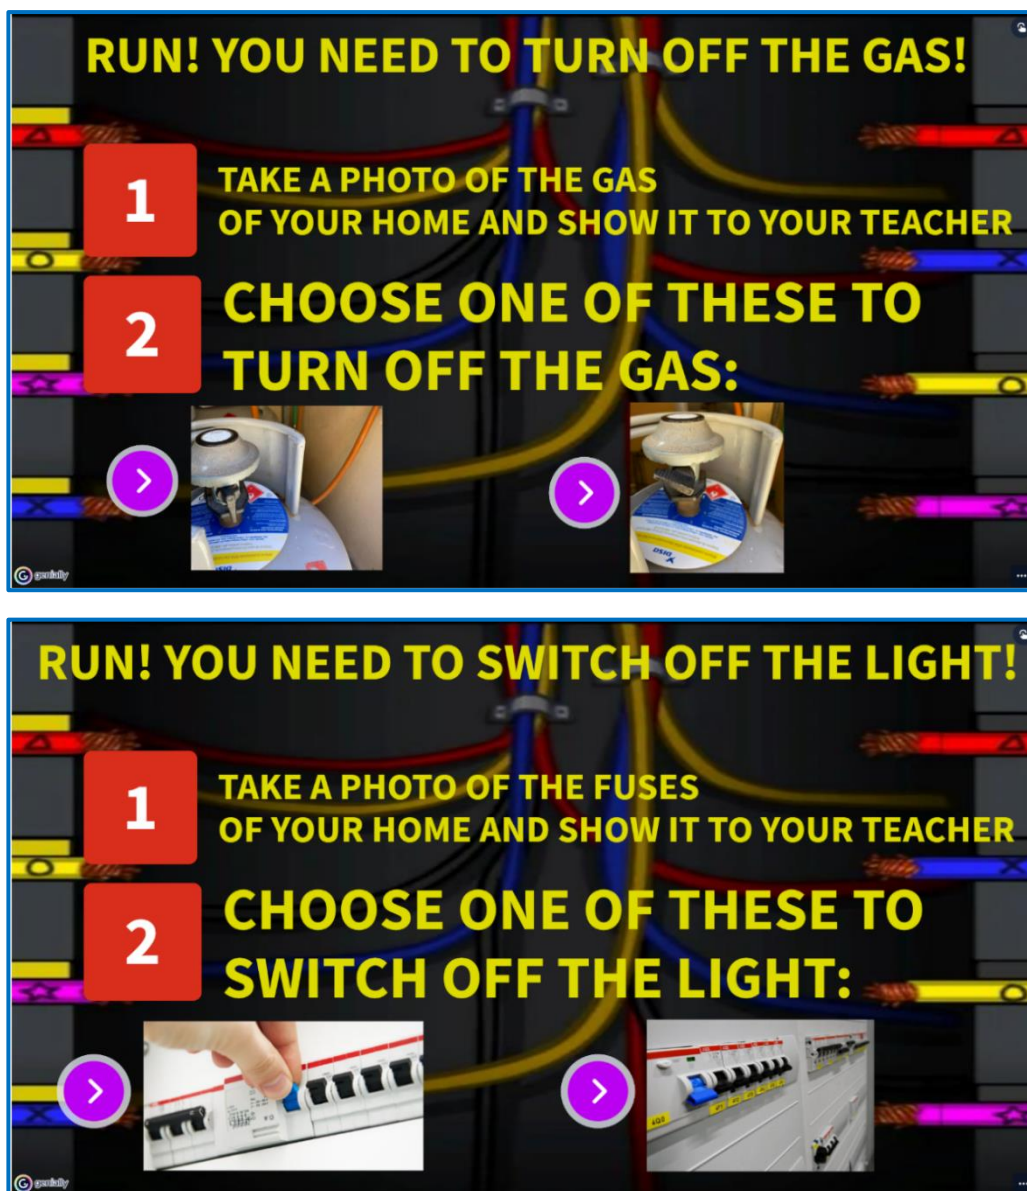 RUN! YOU NEED TO TURN OFF THE GAS!
1
TAKE A PHOTO OF THE GAS
OF YOUR HOME AND SHOW IT TO YOUR TEACHER
2
CHOOSE ONE OF THESE TO
TURN OFF THE GAS:
genially
RUN! YOU NEED TO SWITCH OFF THE LIGHT!
1
TAKE A PHOTO OF THE FUSES
OF YOUR HOME AND SHOW IT TO YOUR TEACHER
2
CHOOSE ONE OF THESE TO
SWITCH OFF THE LIGHT:
genially